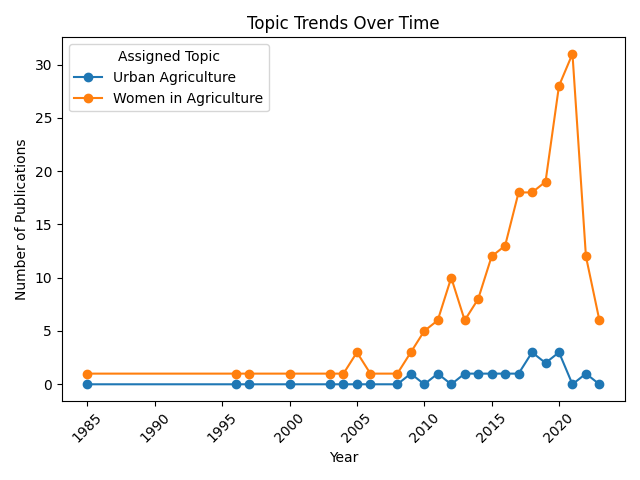 Topic Trends Over Time
Assigned Topic
Urban Agriculture
Women in Agriculture
Number of Publications
30
25
20
15
10
5
0
1985
1990
1995
2000
2005
2010
2015
2020
Year